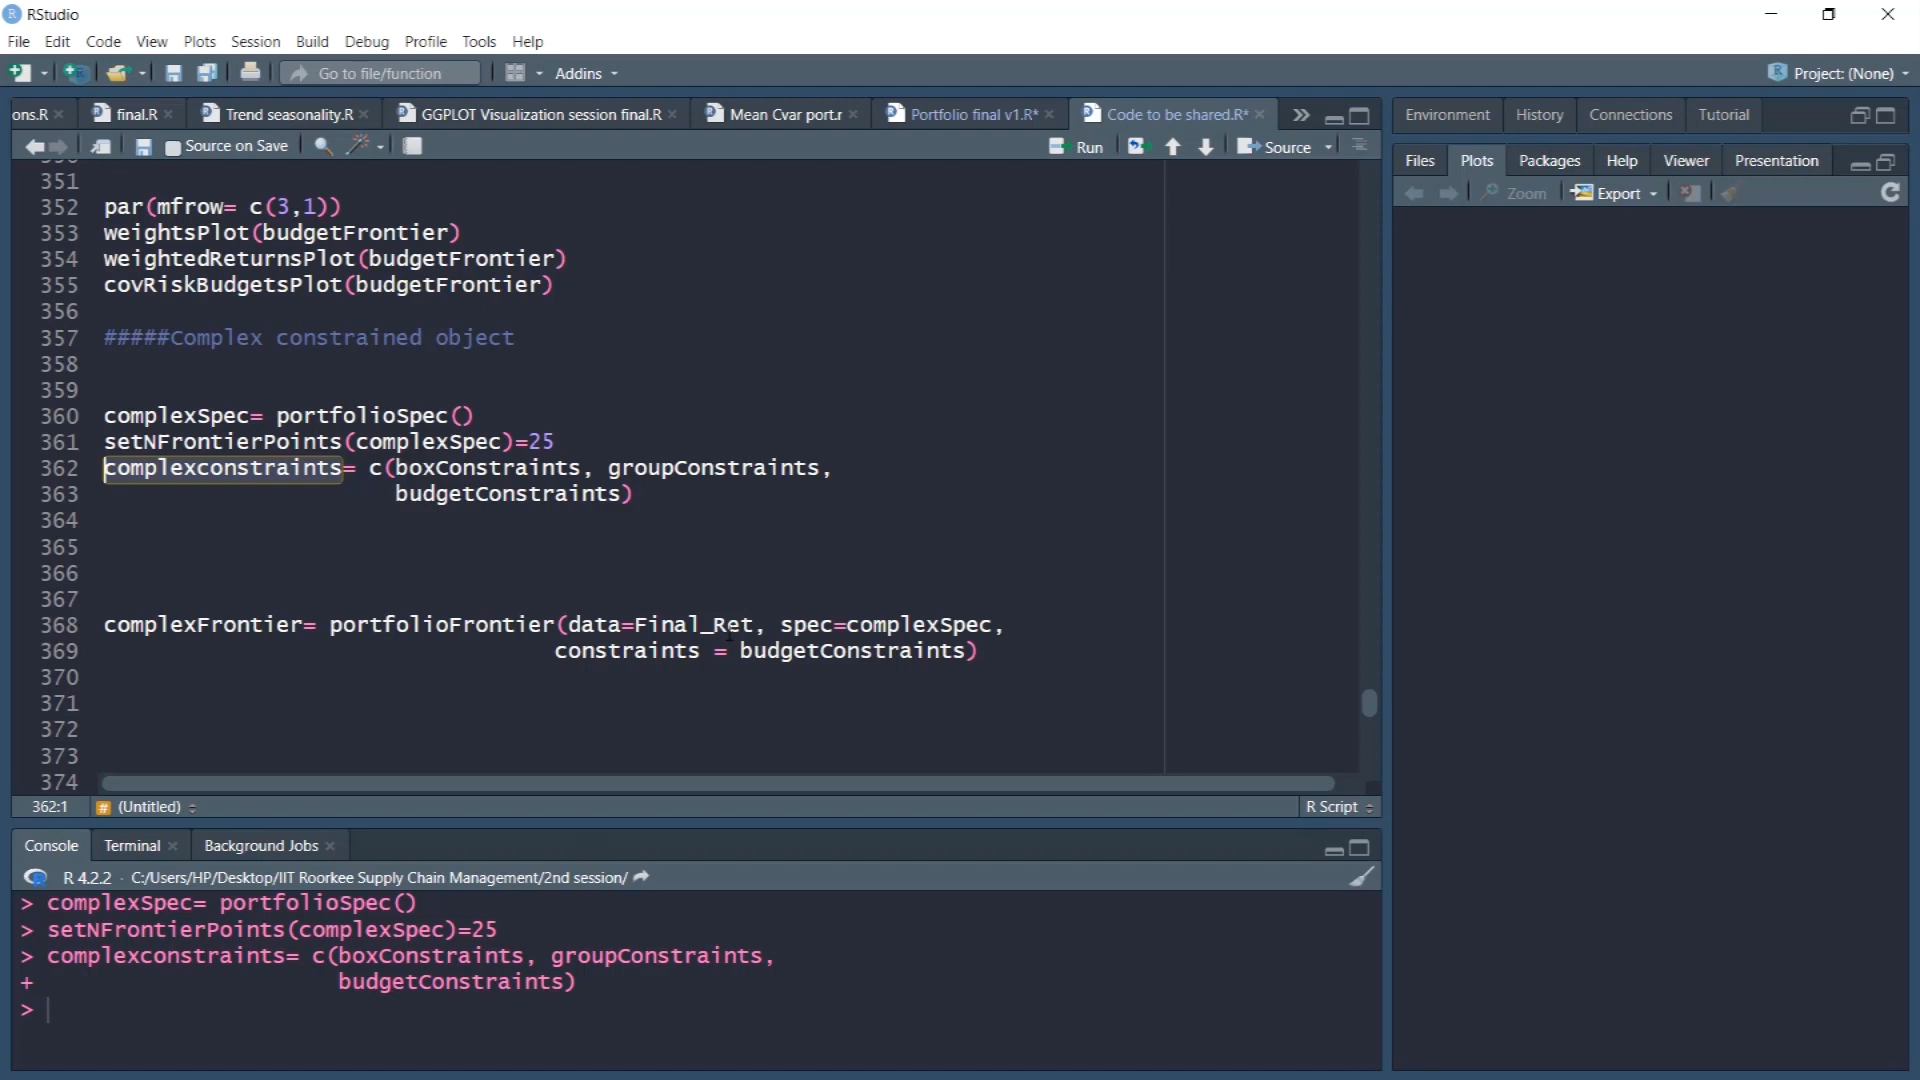 RStudio
File Edit Code View Plots Session Build Debug Profile Tools Help
Go to file/function Addins Project: (None)
ons.R final.R Trend seasonality.R GGPLOT Visualization session final.R Mean Cvar port.r Portfolio final v1.R* Code to be shared.R*
Source on Save Run Source
351
352 par(mfrow= c(3,1))
353 weightsPlot(budgetFrontier)
354 weightedReturnsPlot(budgetFrontier)
355 covRiskBudgetsPlot(budgetFrontier)
356
357 #####Complex constrained object
358
359
360 complexSpec= portfolioSpec()
361 setNFrontierPoints(complexSpec)=25
362 complexconstraints= c(boxConstraints, groupConstraints,
363 budgetConstraints)
364
365
366
367
368 complexFrontier= portfolioFrontier(data=Final_Ret, spec=complexSpec,
369 constraints = budgetConstraints)
370
371
372
373
374
362:1 # (Untitled) R Script
Console Terminal Background Jobs
R 4.2.2 · C:/Users/HP/Desktop/IIT Roorkee Supply Chain Management/2nd session/
> complexSpec= portfolioSpec()
> setNFrontierPoints(complexSpec)=25
> complexconstraints= c(boxConstraints, groupConstraints,
+ budgetConstraints)
>
Environment History Connections Tutorial
Files Plots Packages Help Viewer Presentation
Zoom Export